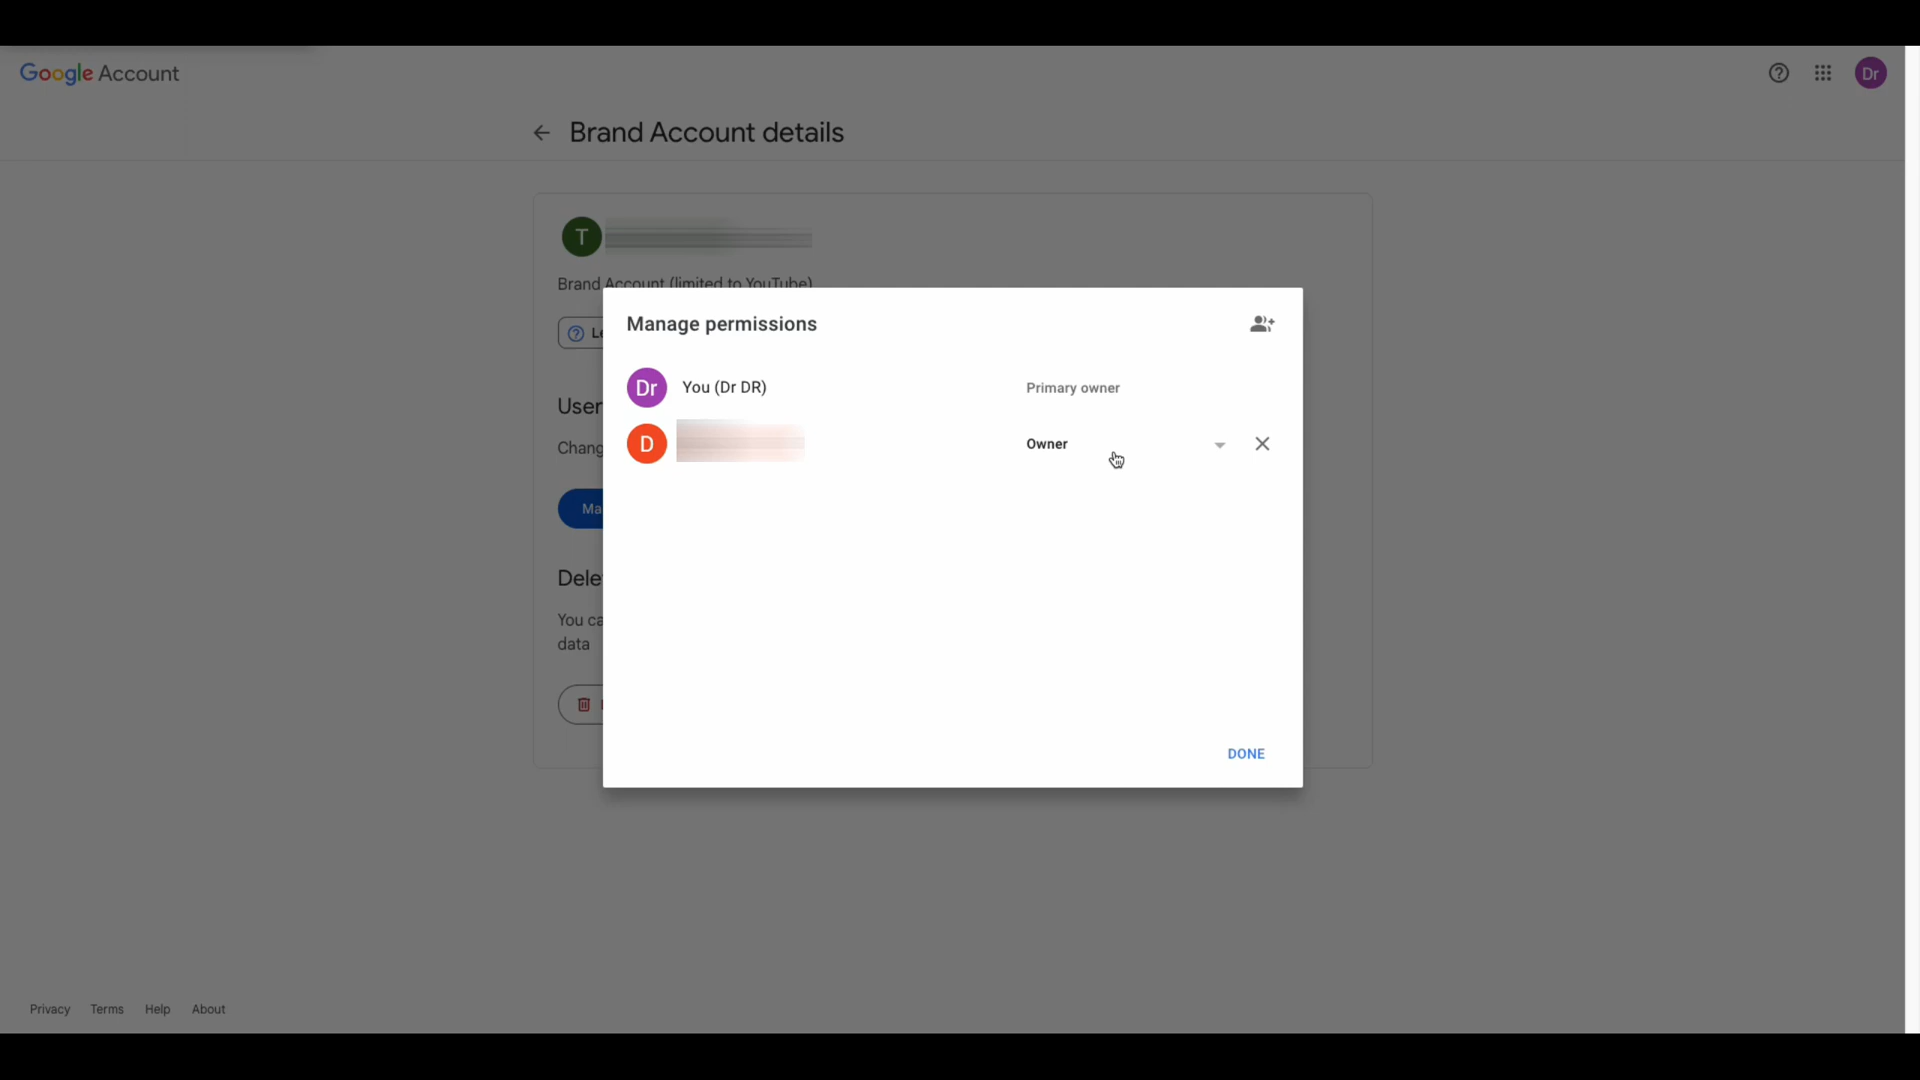 Google Account
Dr
Brand Account details
T
Brand Account (limited to YouTube)
Manage permissions
Dr
You (Dr DR)
Primary owner
D
Owner
User
Chang
Ma
Dele
You ca
data
DONE
Privacy
Terms
Help
About